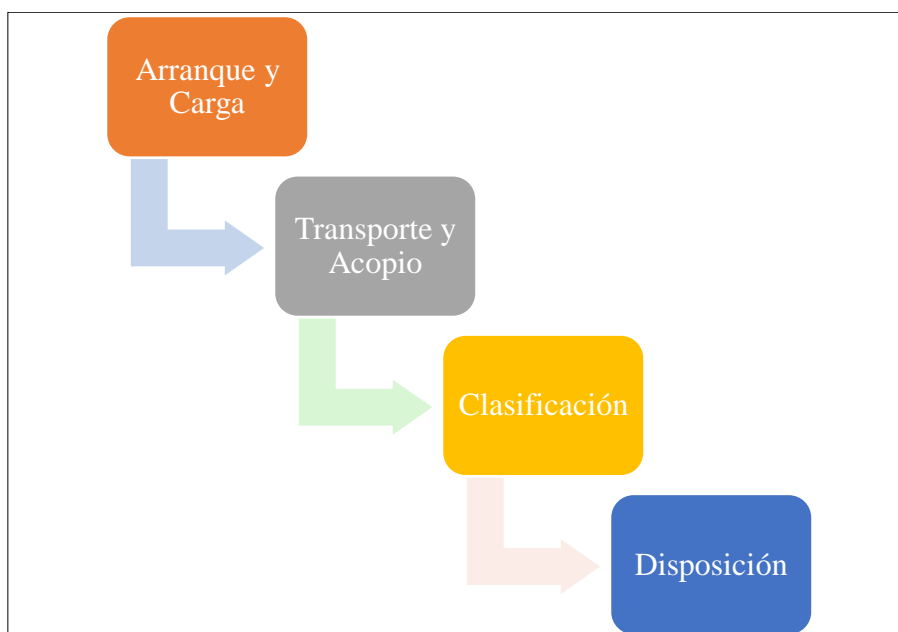 Arranque y
Carga
Transporte y
Acopio
Clasificación
Disposición